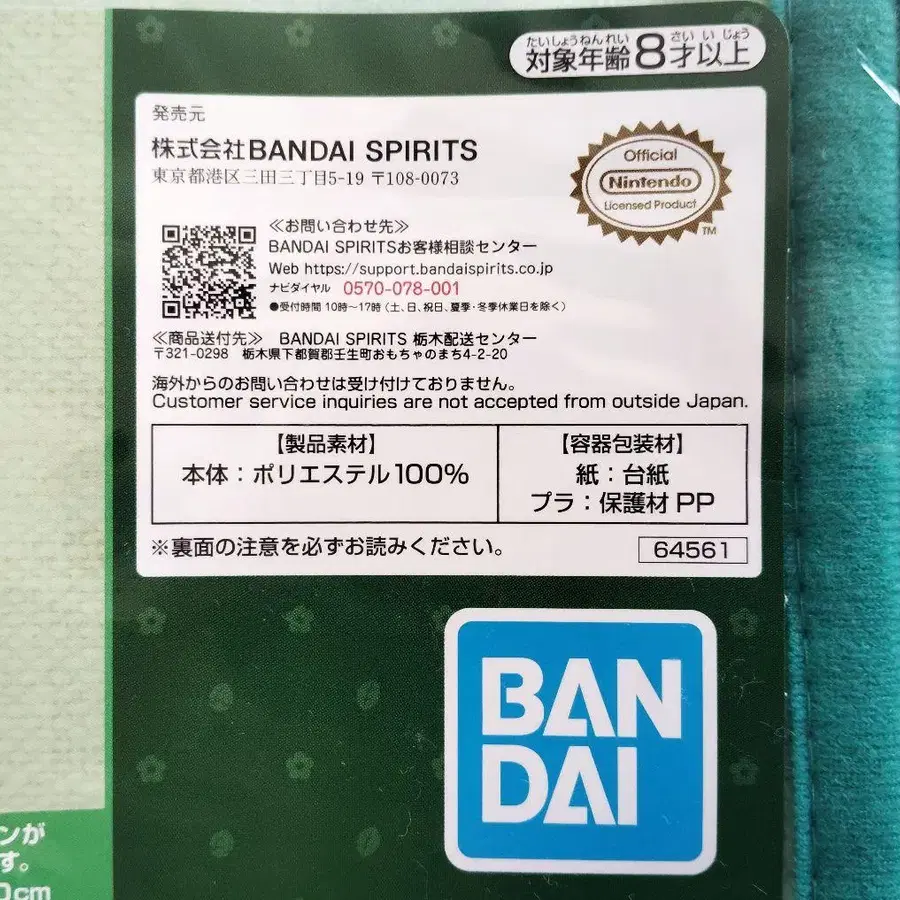 たいしょうねんれい さい いじょう
対象年齢8才以上
発売元
株式会社BANDAI SPIRITS
東京都港区三田三丁目5-19 〒108-0073
Official
Nintendo
Licensed Product
TM
≪お問い合わせ先≫
BANDAI SPIRITSお客様相談センター
Web https://support.bandaispirits.co.jp
ナビダイヤル 0570-078-001
●受付時間 10時〜17時 (土、日、祝日、夏季・冬季休業日を除く)
≪商品送付先≫ BANDAI SPIRITS 栃木配送センター
〒321-0298 栃木県下都賀郡壬生町おもちゃのまち4-2-20
海外からのお問い合わせは受け付けておりません。
Customer service inquiries are not accepted from outside Japan.
【製品素材】
本体：ポリエステル100%
【容器包装材】
紙：台紙
プラ：保護材 PP
※裏面の注意を必ずお読みください。
64561
BAN
DAI
ンが
す。
0cm